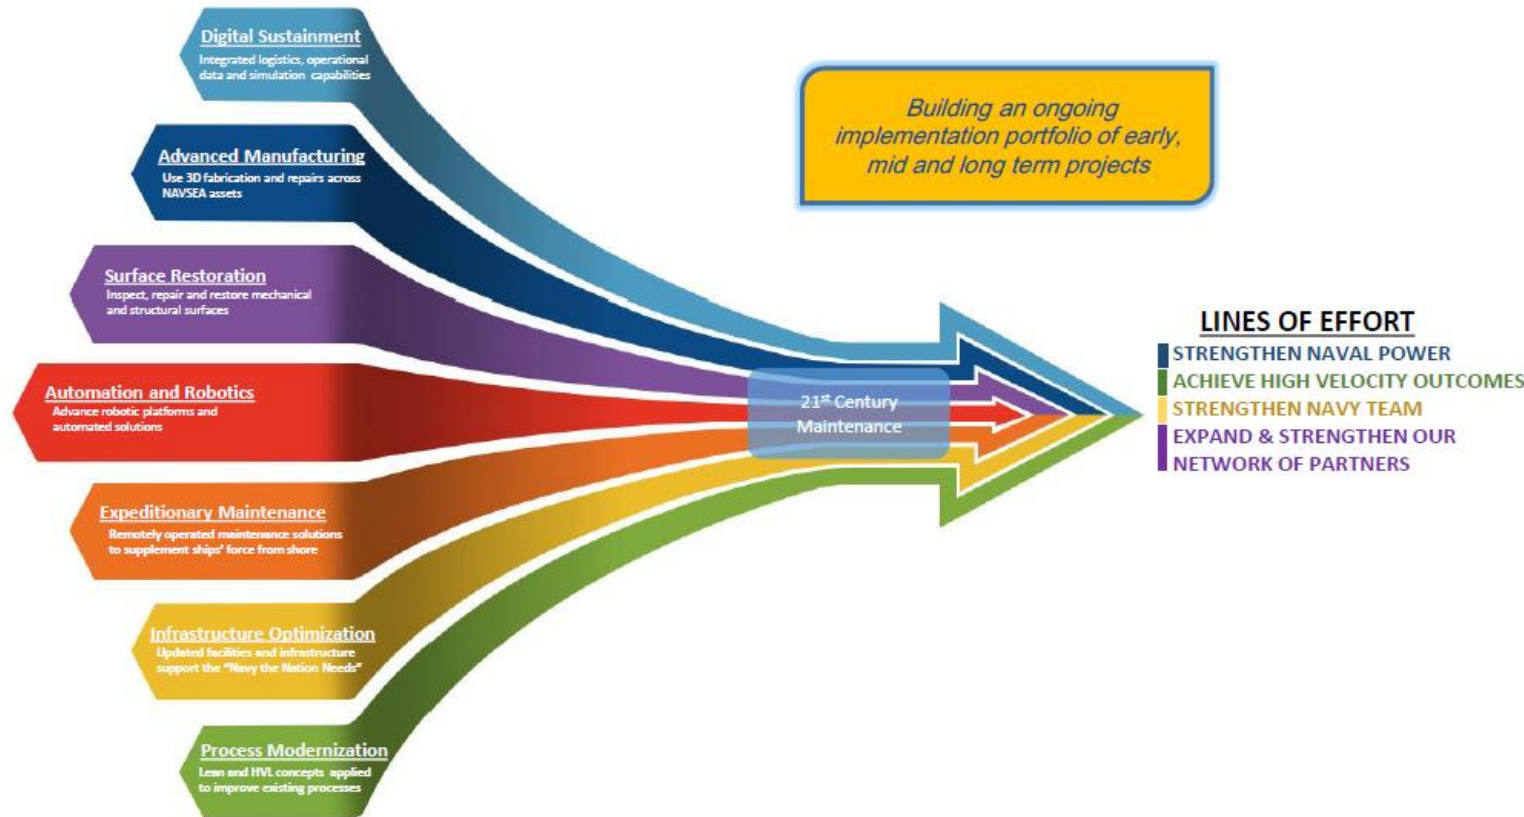 Digital Sustainment
Integrated logistics, operational
data and simulation capabilities
Advanced Manufacturing
Use 3D fabrication and repairs across
NAVSEA assets
Surface Restoration
Inspect, repair and restore mechanical
and structural surfaces
Automation and Robotics
Advance robotic platforms and
automated solutions
Expeditionary Maintenance
Remotely operated maintenance solutions
to supplement ships' force from shore
Infrastructure Optimization
Updated facilities and infrastructure
support the "Navy the Nation Needs"
Process Modernization
Lean and HVL concepts applied
to improve existing processes
21st Century
Maintenance
Building an ongoing
implementation portfolio of early,
mid and long term projects
LINES OF EFFORT
STRENGTHEN NAVAL POWER
ACHIEVE HIGH VELOCITY OUTCOMES
STRENGTHEN NAVY TEAM
EXPAND & STRENGTHEN OUR
NETWORK OF PARTNERS